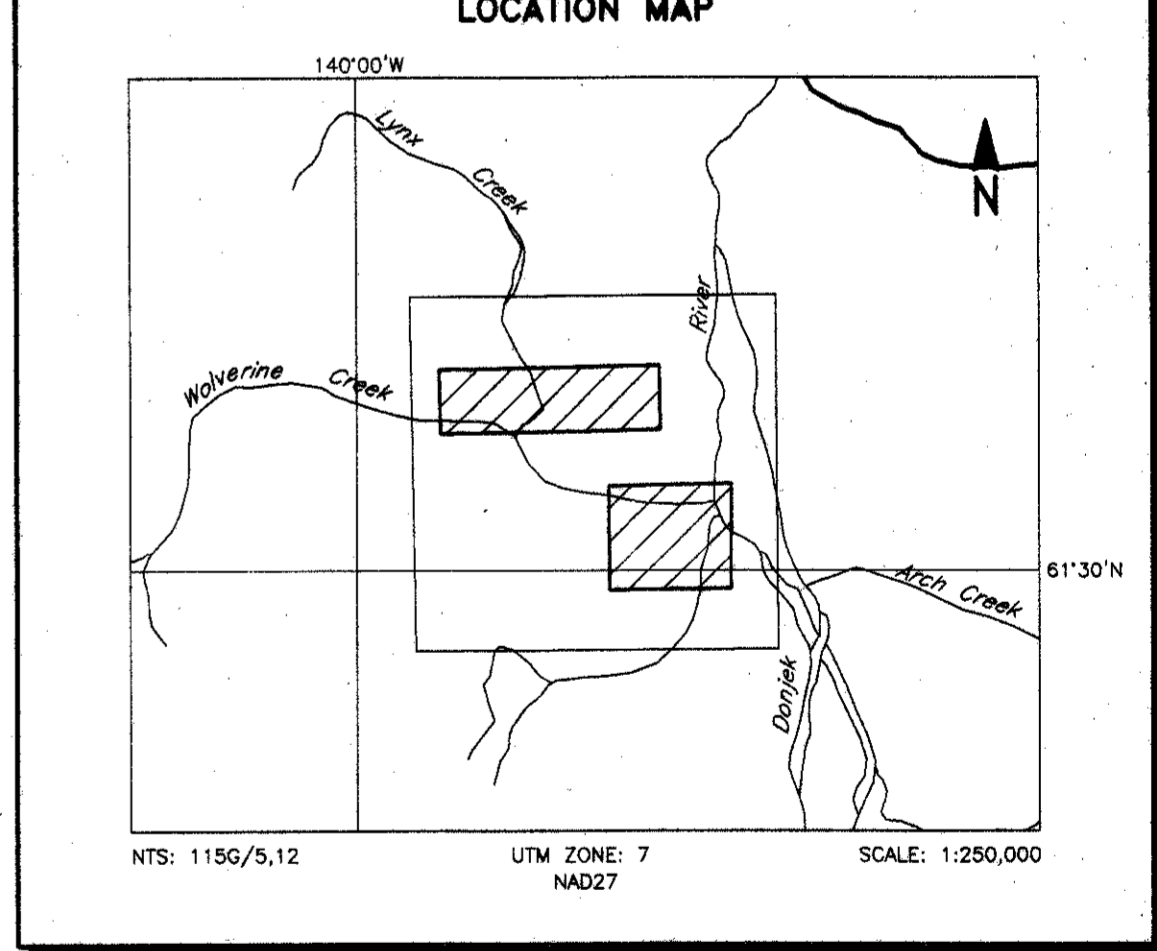 LOCATION MAP
140°00'W
Lynx
Creek
N
River
Wolverine Creek
61°30'N
Arch Creek
Donjek
NTS: 115G/5,12
UTM ZONE: 7
SCALE: 1:250,000
NAD27